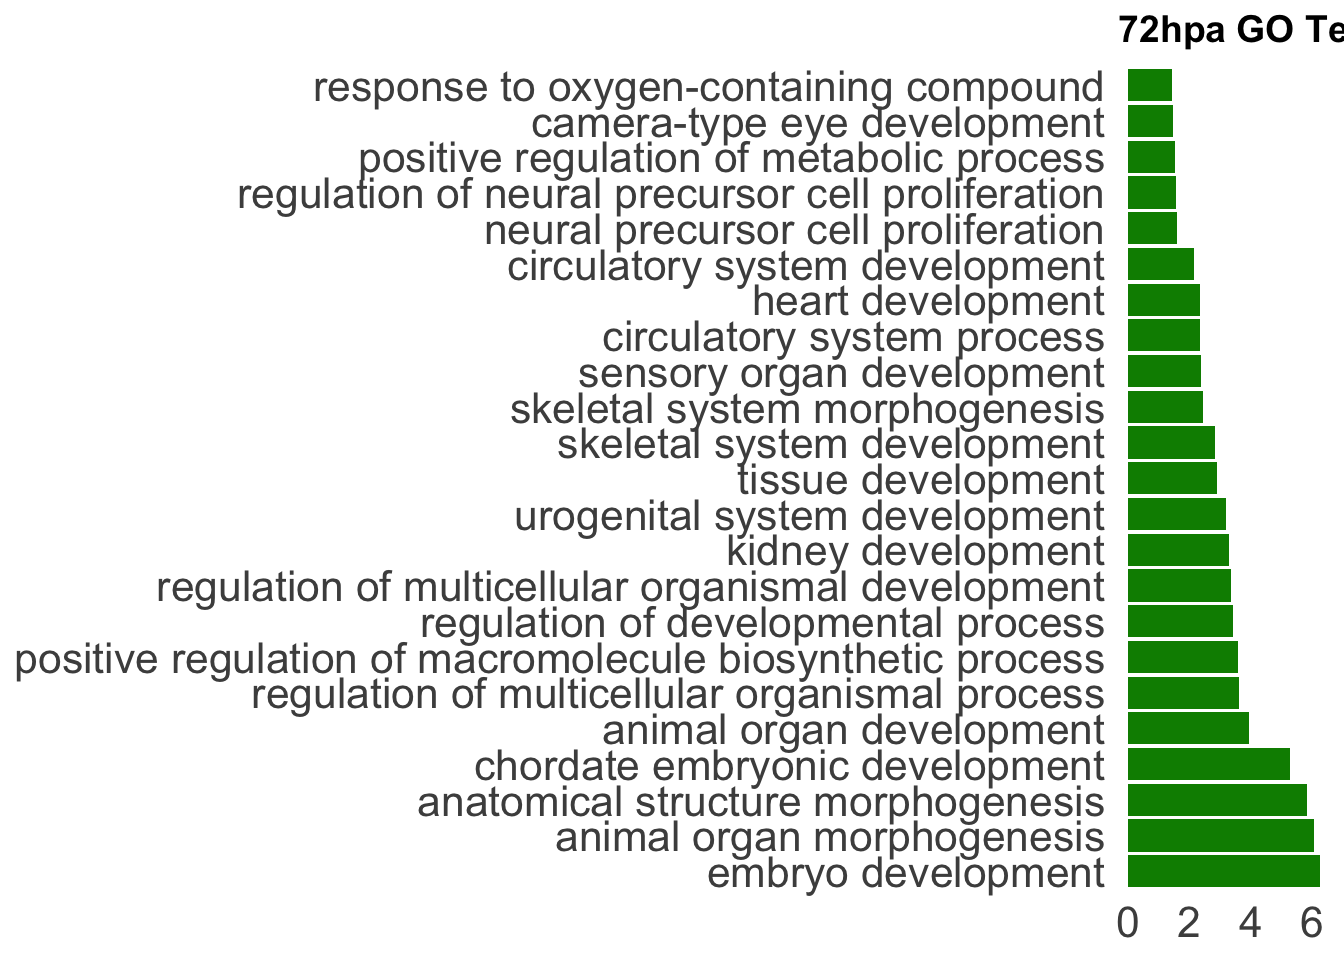 72hpa GO Te
response to oxygen-containing compound
camera-type eye development
positive regulation of metabolic process
regulation of neural precursor cell proliferation
neural precursor cell proliferation
circulatory system development
heart development
circulatory system process
sensory organ development
skeletal system morphogenesis
skeletal system development
tissue development
urogenital system development
kidney development
regulation of multicellular organismal development
regulation of developmental process
positive regulation of macromolecule biosynthetic process
regulation of multicellular organismal process
animal organ development
chordate embryonic development
anatomical structure morphogenesis
animal organ morphogenesis
embryo development
0 2 4 6